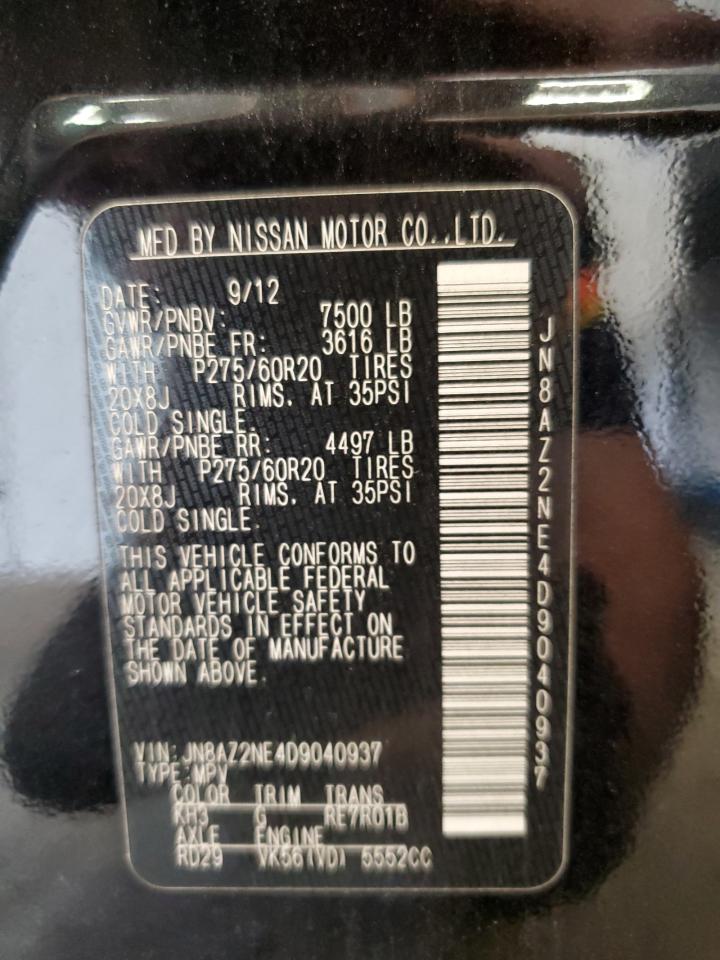 MFD BY NISSAN MOTOR CO.,LTD.
DATE: 9/12
GVWR/PNBV: 7500 LB
GAWR/PNBE FR: 3616 LB
WITH P275/60R20 TIRES
20X8J RIMS. AT 35PSI
COLD SINGLE.
GAWR/PNBE RR: 4497 LB
WITH P275/60R20 TIRES
20X8J RIMS. AT 35PSI
COLD SINGLE.
THIS VEHICLE CONFORMS TO
ALL APPLICABLE FEDERAL
MOTOR VEHICLE SAFETY
STANDARDS IN EFFECT ON
THE DATE OF MANUFACTURE
SHOWN ABOVE.
VIN:JN8AZ2NE4D9040937
TYPE:MPV
COLOR TRIM TRANS
KH3 G RE7R01B
AXLE ENGINE
RD29 VK56(VD) 5552CC
JN8AZ2NE4D9040937